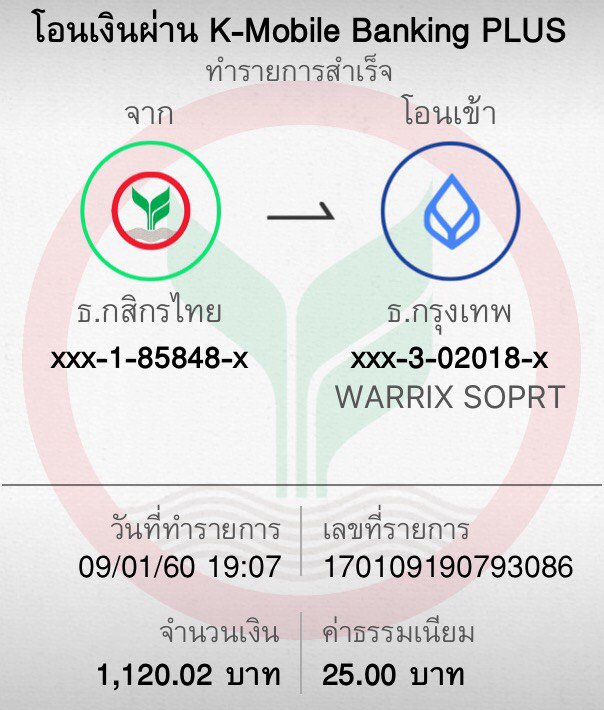 โอนเงินผ่าน K-Mobile Banking PLUS
ทำรายการสำเร็จ
จาก
โอนเข้า
ธ.กสิกรไทย
ธ.กรุงเทพ
xxx-1-85848-x
xxx-3-02018-x
WARRIX SOPRT
วันที่ทำรายการ
เลขที่รายการ
09/01/60 19:07
170109190793086
จำนวนเงิน
ค่าธรรมเนียม
1,120.02 บาท
25.00 บาท